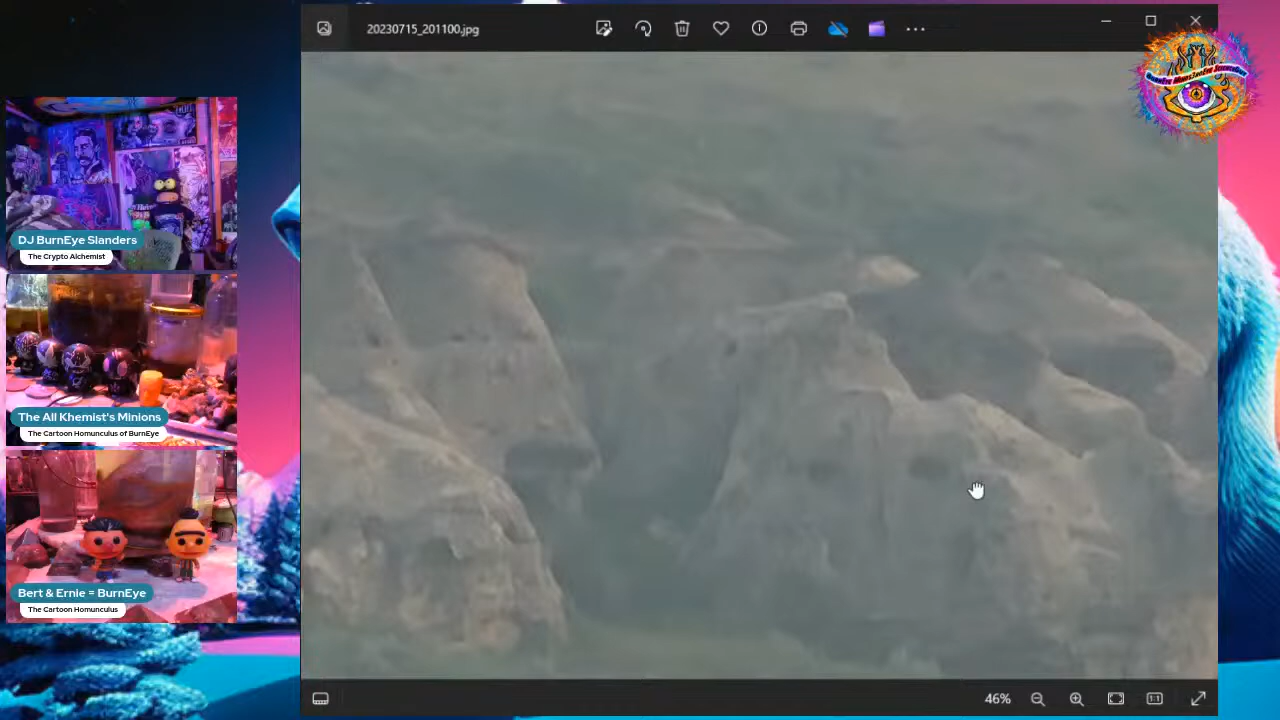 20230715_201100.jpg
DJ BurnEye Slanders
The Crypto Alchemist
The All Khemist's Minions
The Cartoon Homunculus of BurnEye
Bert & Ernie = BurnEye
The Cartoon Homunculus
46%